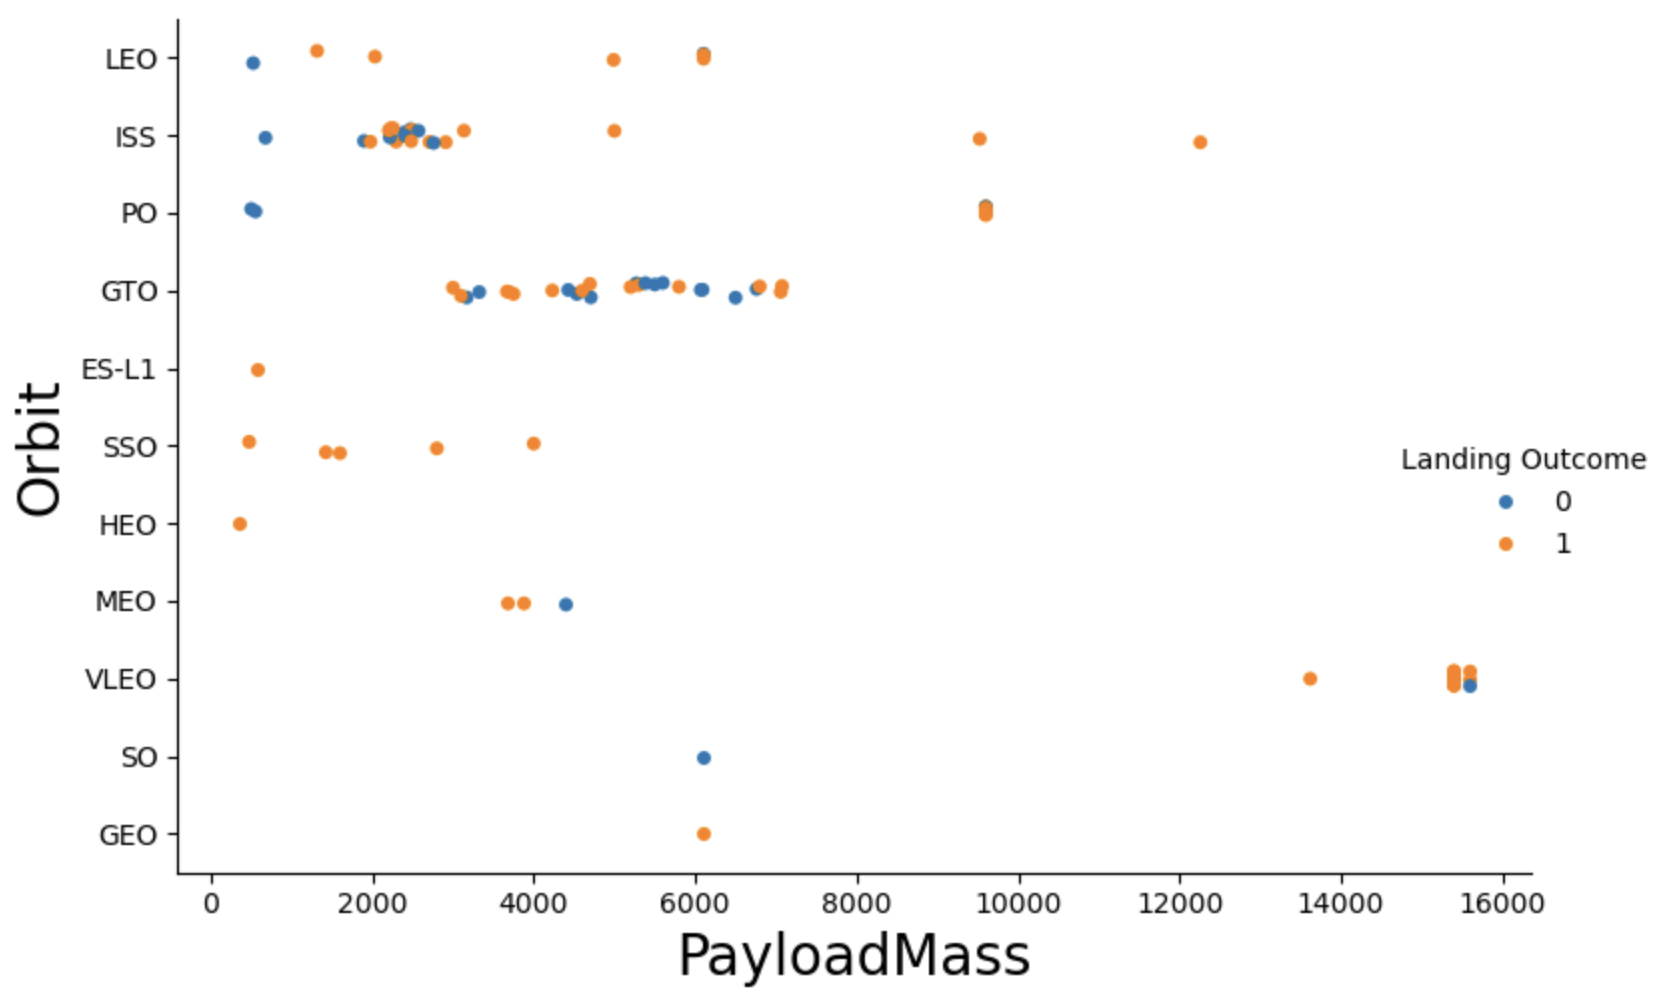 LEO
ISS
PO
GTO
ES-L1
SSO
HEO
MEO
VLEO
SO
GEO
Orbit
Landing Outcome
0
1
0 2000 4000 6000 8000 10000 12000 14000 16000
PayloadMass